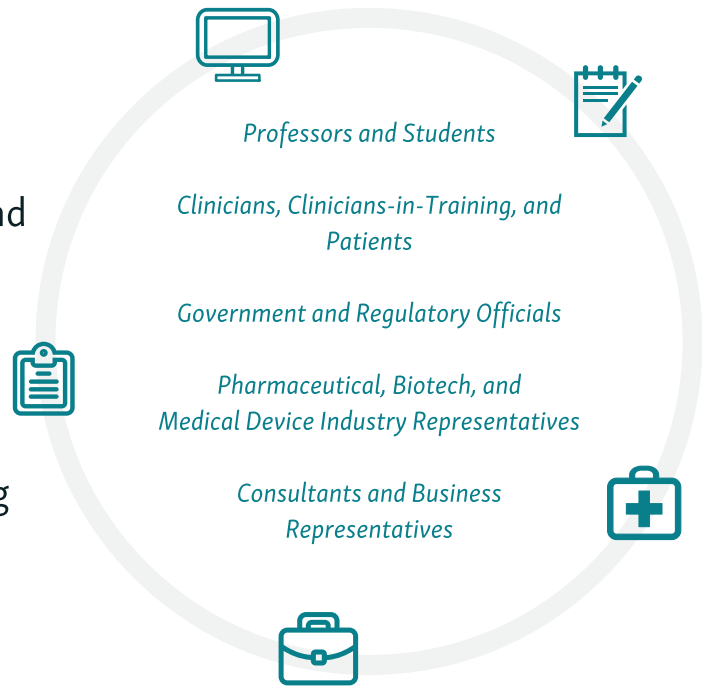 Professors and Students
Clinicians, Clinicians-in-Training, and
Patients
Government and Regulatory Officials
Pharmaceutical, Biotech, and
Medical Device Industry Representatives
Consultants and Business
Representatives